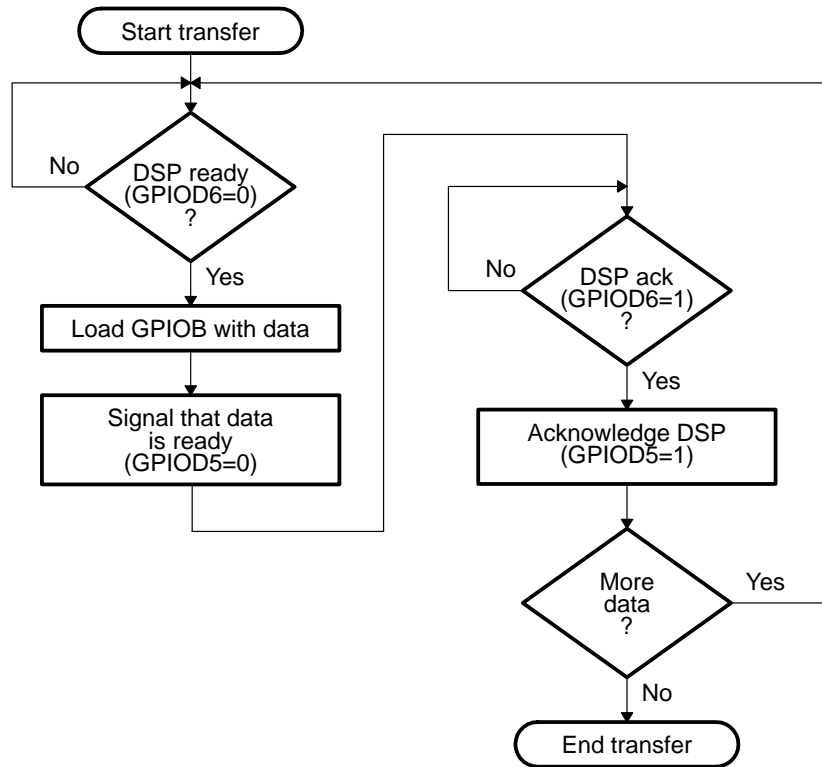 Start transfer
No
DSP ready
(GPIOD6=0)
?
Yes
Load GPIOB with data
Signal that data
is ready
(GPIOD5=0)
No
DSP ack
(GPIOD6=1)
?
Yes
Acknowledge DSP
(GPIOD5=1)
More
data
?
Yes
No
End transfer